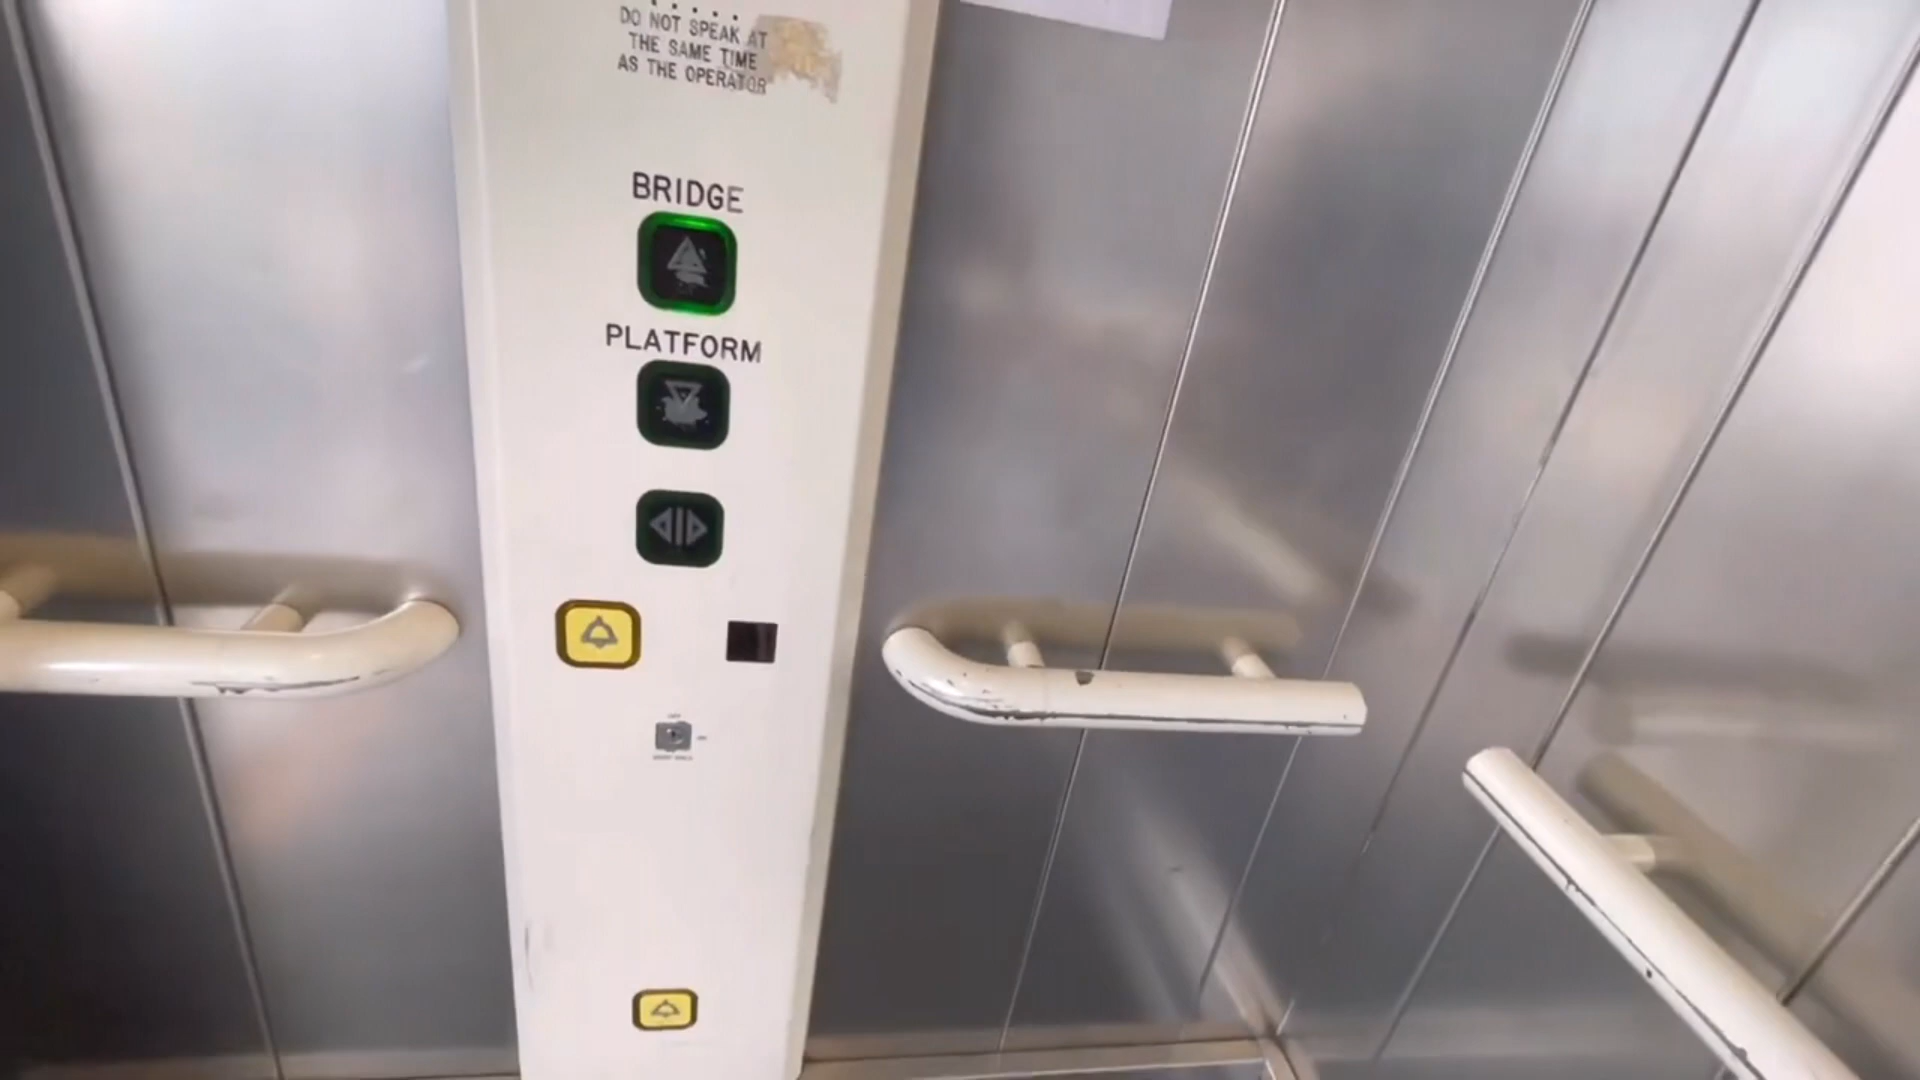 DO NOT SPEAK AT
THE SAME TIME
AS THE OPERATOR
BRIDGE
PLATFORM